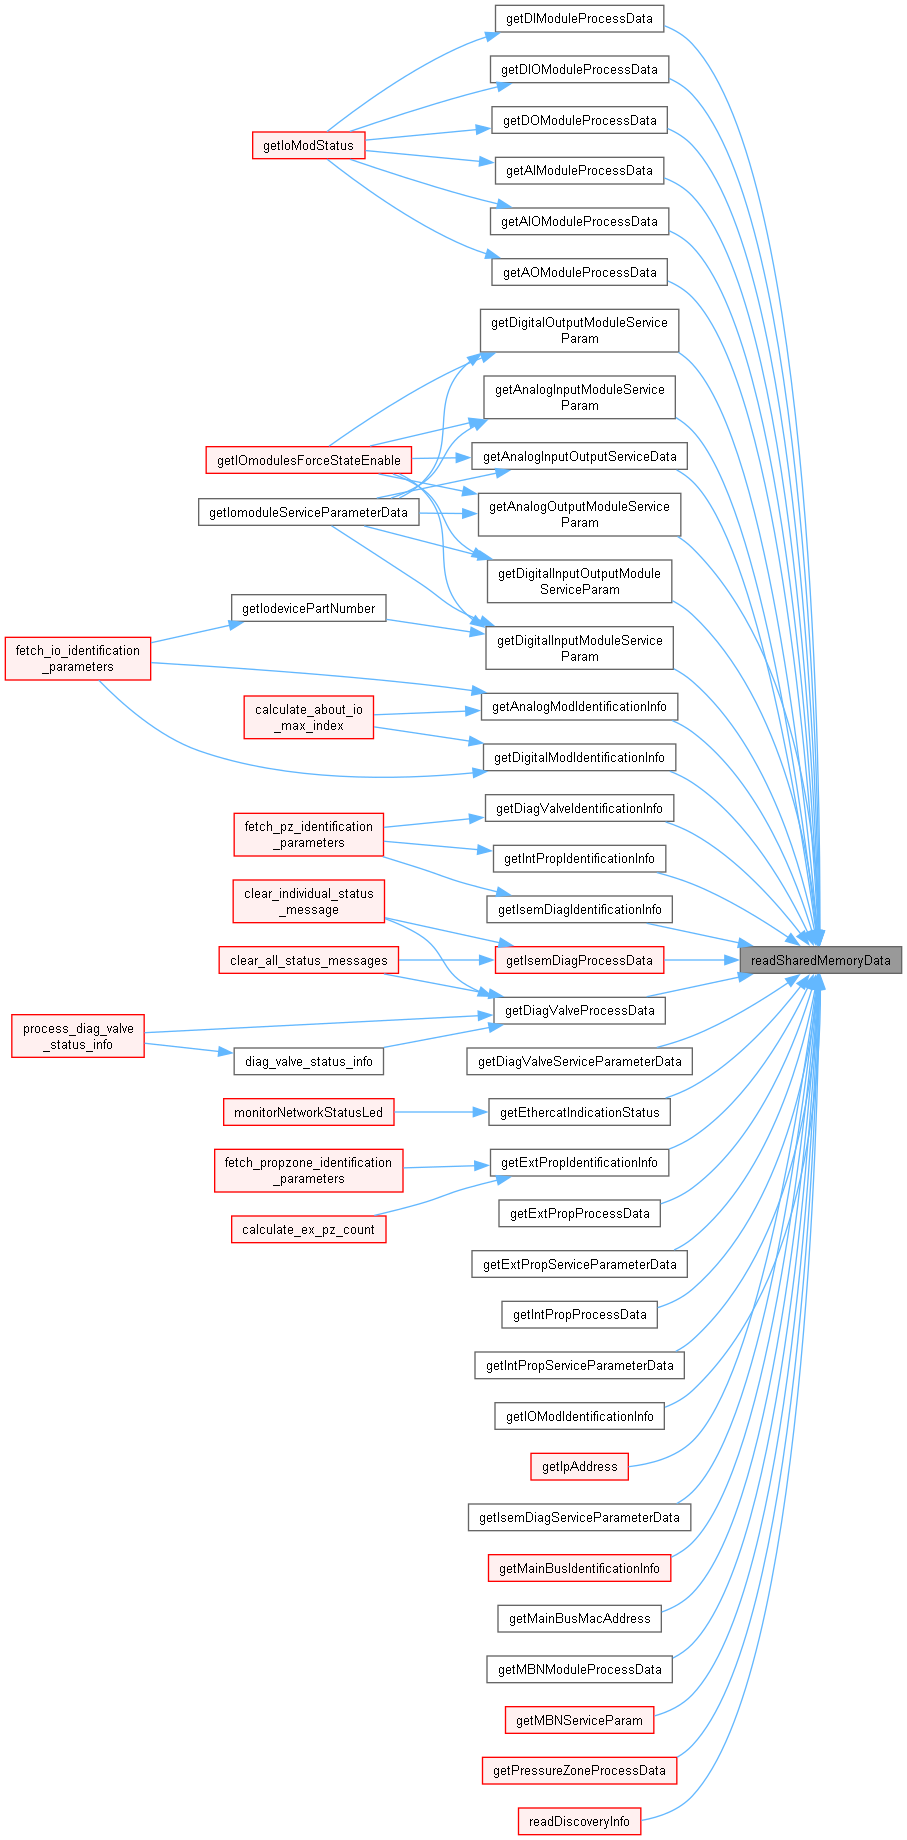 getDIModuleProcessData
getDIOModuleProcessData
getDOModuleProcessData
getIoModStatus
getAIModuleProcessData
getAIOModuleProcessData
getAOModuleProcessData
getDigitalOutputModuleService
Param
getAnalogInputModuleService
Param
getIOmodulesForceStateEnable
getAnalogInputOutputServiceData
getIomoduleServiceParameterData
getAnalogOutputModuleService
Param
getDigitalInputOutputModule
ServiceParam
getIodevicePartNumber
getDigitalInputModuleService
Param
fetch_io_identification
_parameters
getAnalogModIdentificationInfo
calculate_about_io
_max_index
getDigitalModIdentificationInfo
getDiagValveIdentificationInfo
fetch_pz_identification
_parameters
getIntPropIdentificationInfo
clear_individual_status
_message
getIsemDiagIdentificationInfo
clear_all_status_messages
getIsemDiagProcessData
readSharedMemoryData
getDiagValveProcessData
process_diag_valve
_status_info
diag_valve_status_info
getDiagValveServiceParameterData
monitorNetworkStatusLed
getEthercatIndicationStatus
fetch_propzone_identification
_parameters
getExtPropIdentificationInfo
getExtPropProcessData
calculate_ex_pz_count
getExtPropServiceParameterData
getIntPropProcessData
getIntPropServiceParameterData
getIOModIdentificationInfo
getIpAddress
getIsemDiagServiceParameterData
getMainBusIdentificationInfo
getMainBusMacAddress
getMBNModuleProcessData
getMBNServiceParam
getPressureZoneProcessData
readDiscoveryInfo